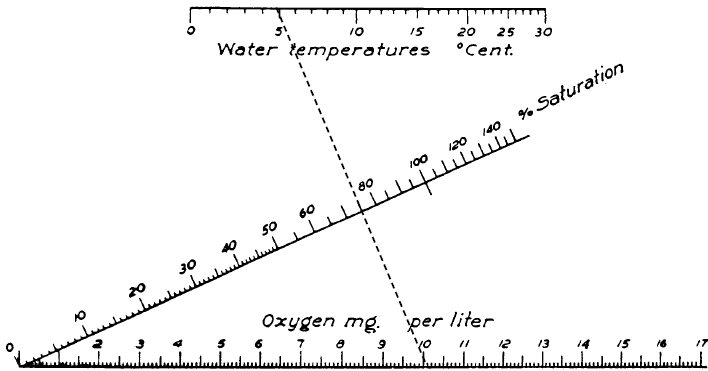 0 5 10 15 20 25 30
Water temperatures °Cent.
% Saturation
0 10 20 30 40 50 60 80 100 120 140
Oxygen mg. per liter
1 2 3 4 5 6 7 8 9 10 11 12 13 14 15 16 17